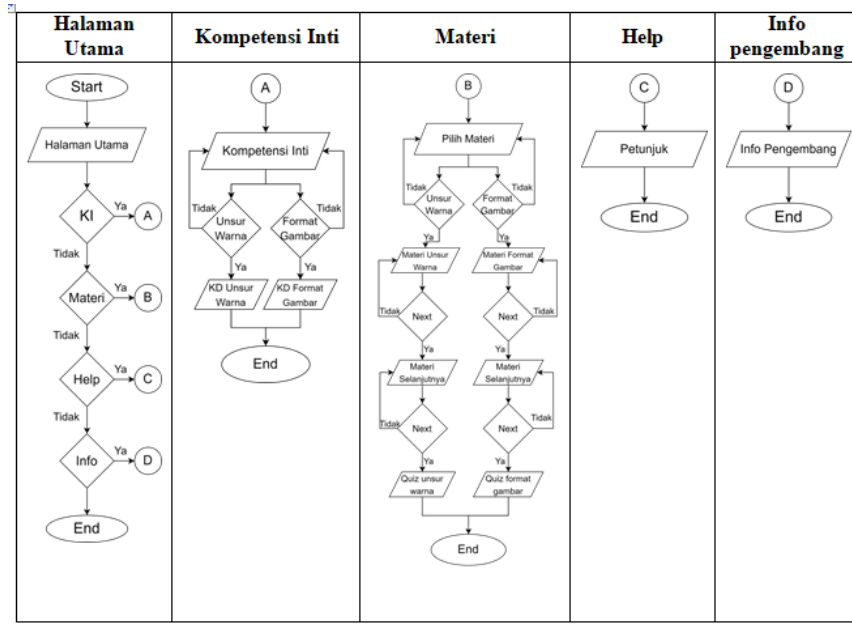 Halaman
Utama
Kompetensi Inti
Materi
Help
Info
pengembang
Start
Halaman Utama
KI
Ya
A
Tidak
Materi
Ya
B
Tidak
Help
Ya
C
Tidak
Info
Ya
D
End
A
Kompetensi Inti
Tidak
Tidak
Unsur
Warna
Format
Gambar
Ya
Ya
KD Unsur
Warna
KD Format
Gambar
End
B
Pilih Materi
Tidak
Tidak
Unsur
Warna
Format
Gambar
Ya
Ya
Materi Unsur
Warna
Materi Format
Gambar
Tidak
Next
Next
Tidak
Ya
Ya
Materi
Selanjutnya
Materi
Selanjutnya
Tidak
Next
Next
Tidak
Ya
Ya
Quiz unsur
warna
Quiz format
gambar
End
C
Petunjuk
End
D
Info Pengembang
End